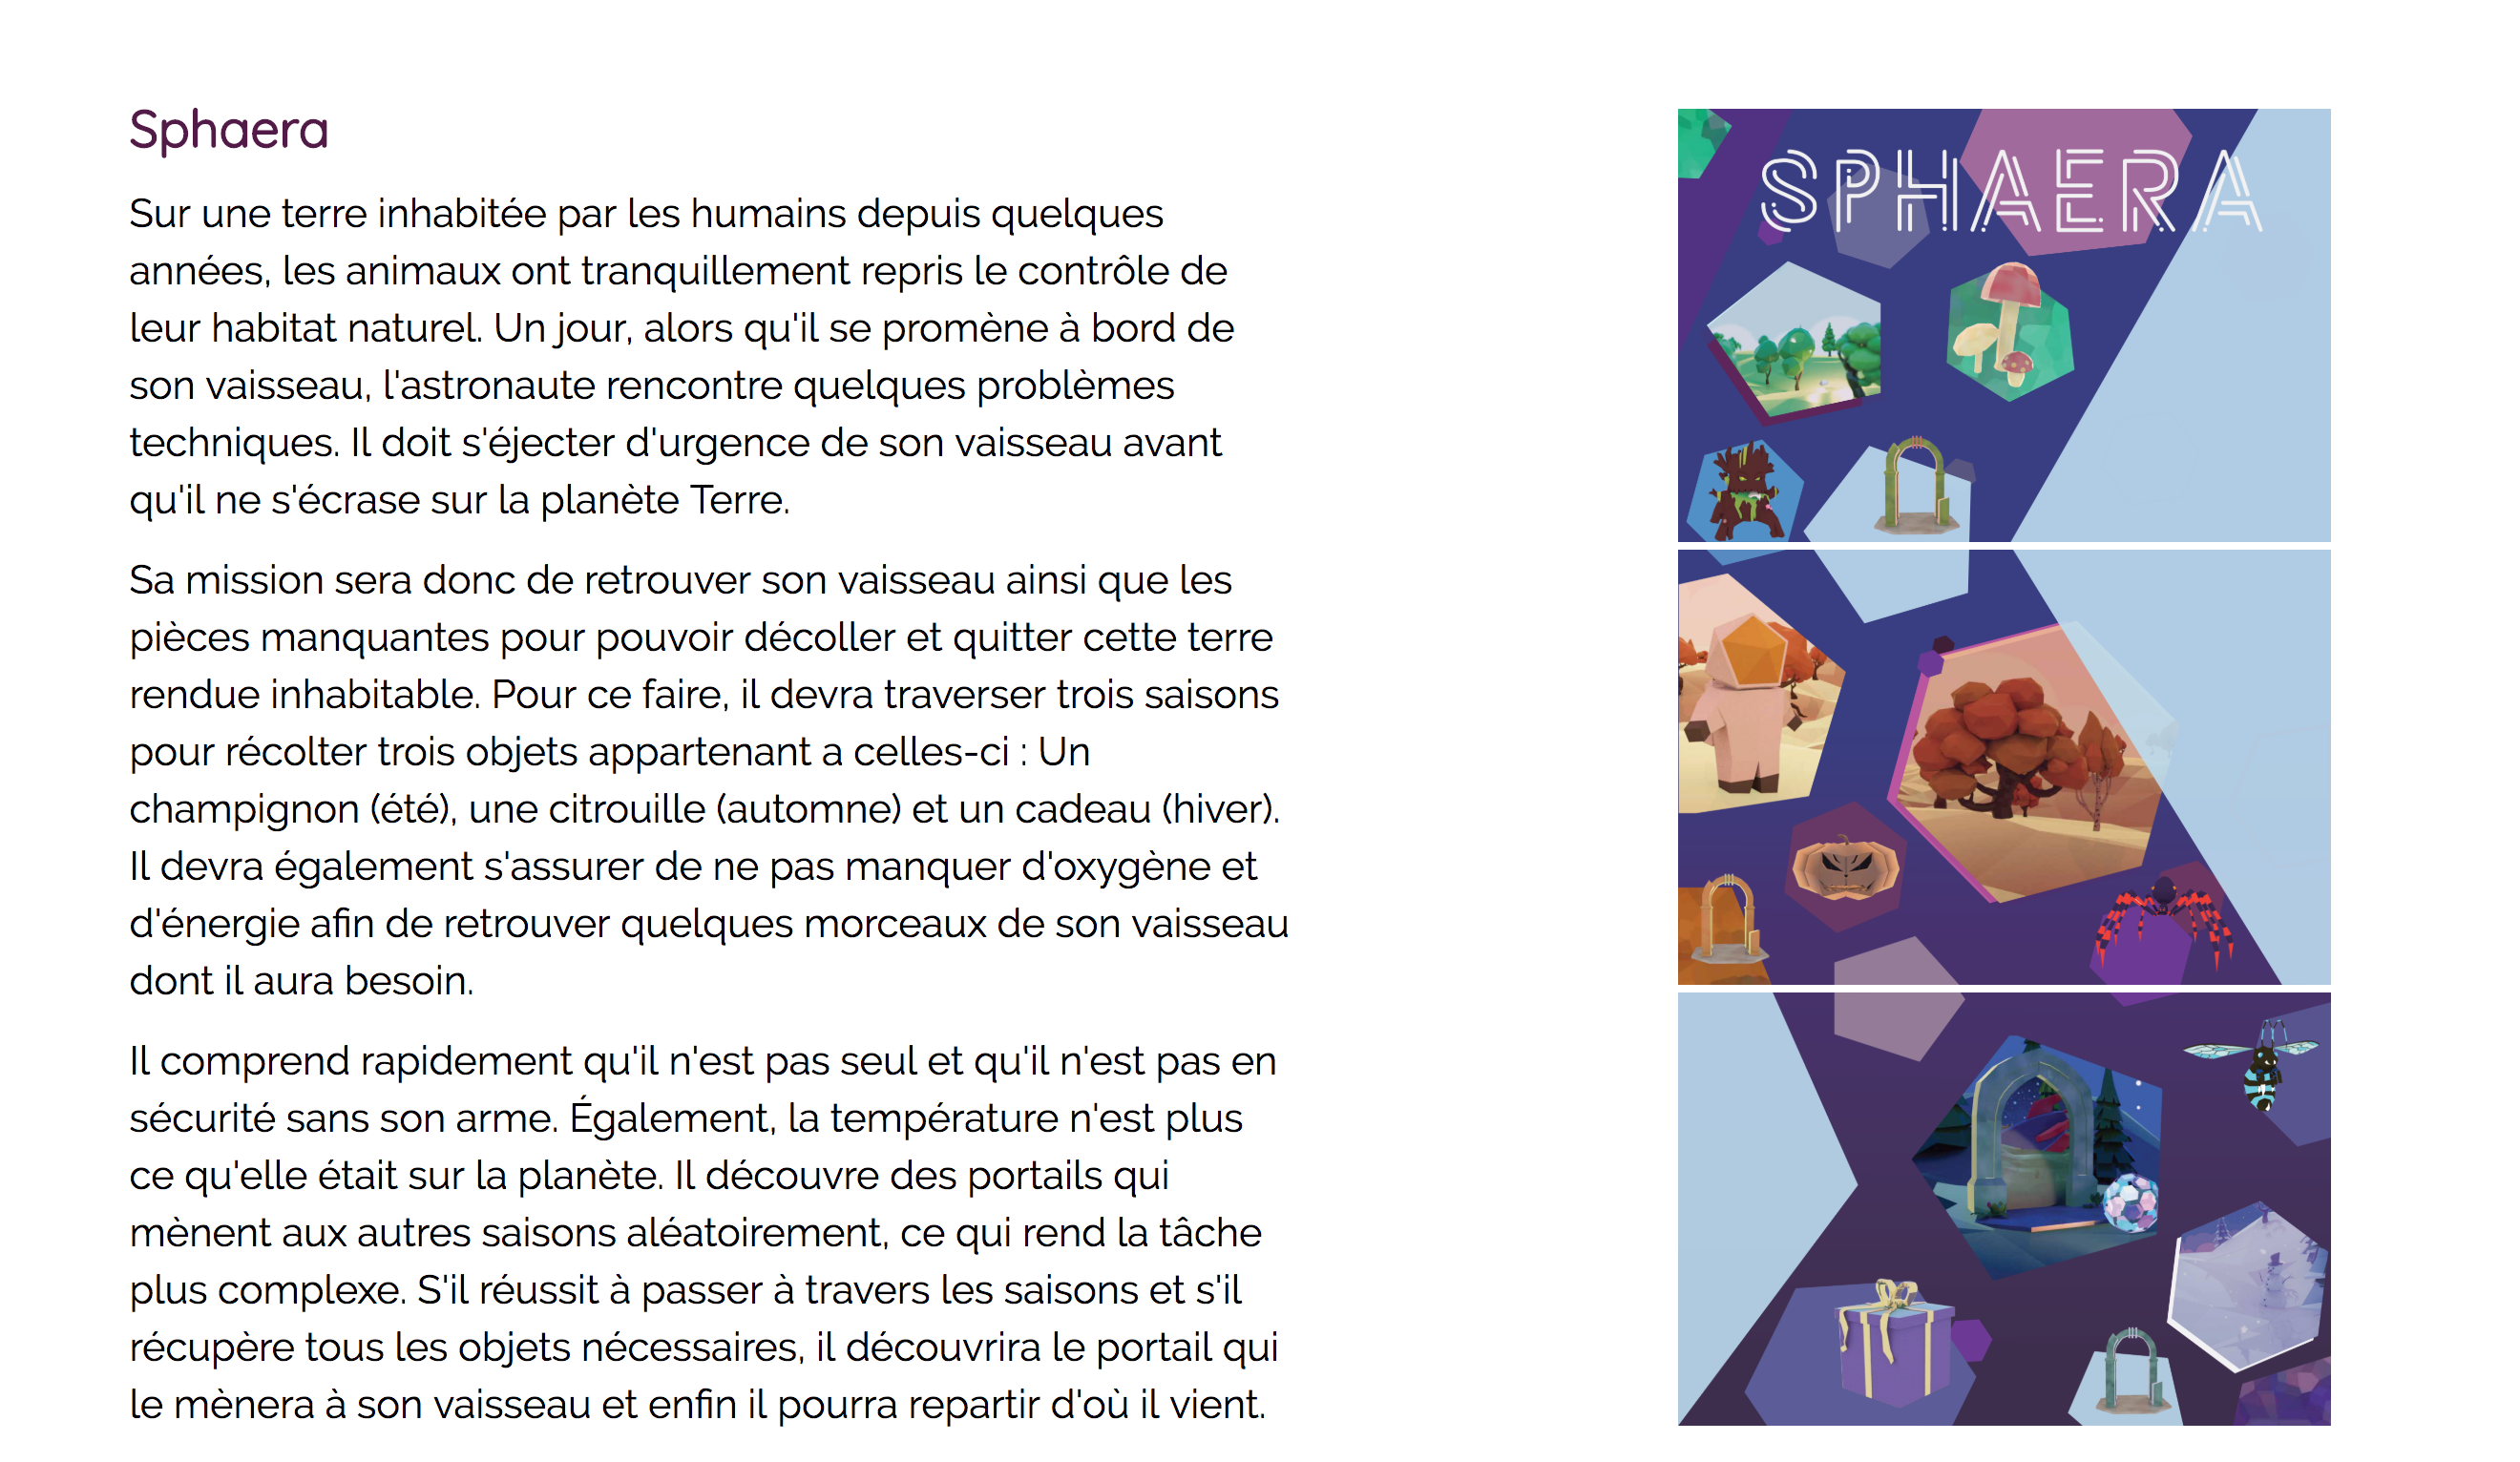 Sphaera
Sur une terre inhabitée par les humains depuis quelques
années, les animaux ont tranquillement repris le contrôle de
leur habitat naturel. Un jour, alors qu'il se promène à bord de
son vaisseau, l'astronaute rencontre quelques problèmes
techniques. Il doit s'éjecter d'urgence de son vaisseau avant
qu'il ne s'écrase sur la planète Terre.
Sa mission sera donc de retrouver son vaisseau ainsi que les
pièces manquantes pour pouvoir décoller et quitter cette terre
rendue inhabitable. Pour ce faire, il devra traverser trois saisons
pour récolter trois objets appartenant a celles-ci : Un
champignon (été), une citrouille (automne) et un cadeau (hiver).
Il devra également s'assurer de ne pas manquer d'oxygène et
d'énergie afin de retrouver quelques morceaux de son vaisseau
dont il aura besoin.
Il comprend rapidement qu'il n'est pas seul et qu'il n'est pas en
sécurité sans son arme. Également, la température n'est plus
ce qu'elle était sur la planète. Il découvre des portails qui
mènent aux autres saisons aléatoirement, ce qui rend la tâche
plus complexe. S'il réussit à passer à travers les saisons et s'il
récupère tous les objets nécessaires, il découvrira le portail qui
le mènera à son vaisseau et enfin il pourra repartir d'où il vient.
SPHAERA